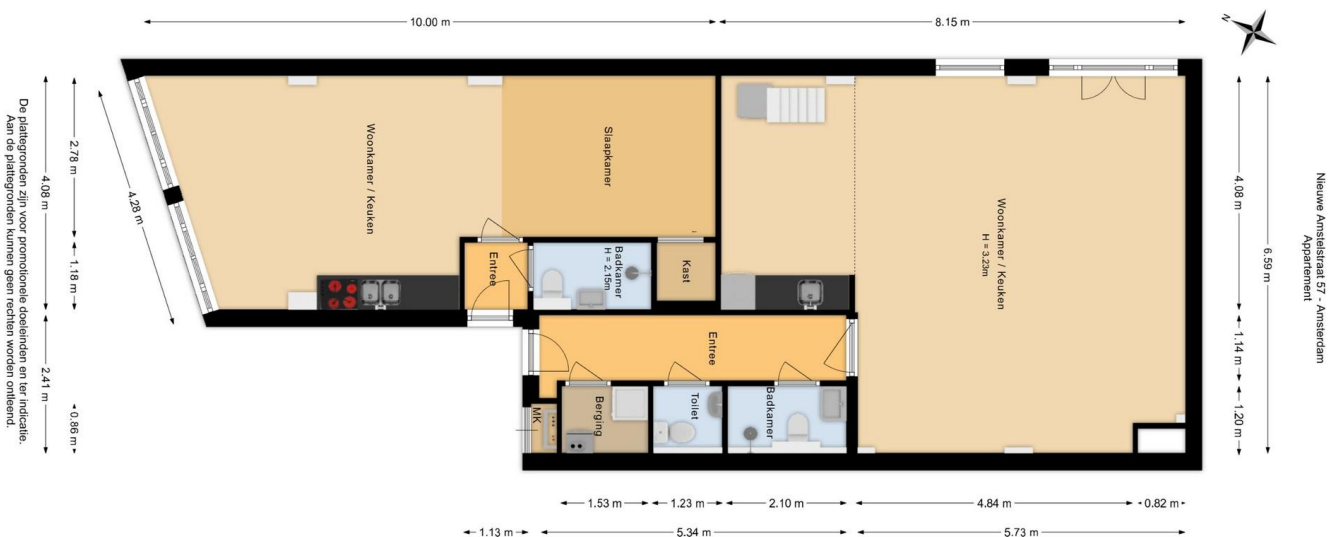 10.00 m
8.15 m
N
Nieuwe Amstelstraat 57 - Amsterdam
Appartement
De plattegronden zijn voor promotionele doeleinden en ter indicatie.
Aan de plattegronden kunnen geen rechten worden ontleend.
2.78 m
4.08 m
1.18 m
2.41 m
0.86 m
4.28 m
Woonkamer / Keuken
Slaapkamer
Entree
Badkamer
H = 2.15m
Kast
Woonkamer / Keuken
H = 3.23m
Entree
MK
Berging
Toilet
Badkamer
4.08 m
6.59 m
1.14 m
1.20 m
1.53 m
1.23 m
2.10 m
4.84 m
0.82 m
1.13 m
5.34 m
5.73 m